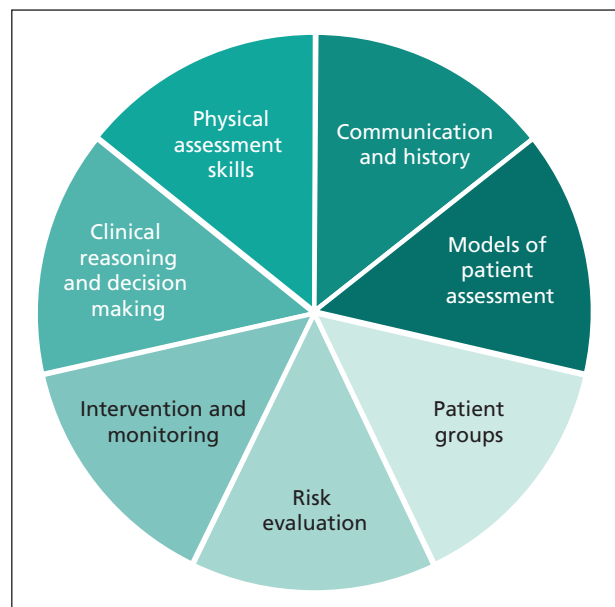 Physical
assessment
skills
Communication
and history
Models of
patient
assessment
Patient
groups
Risk
evaluation
Intervention and
monitoring
Clinical
reasoning
and decision
making